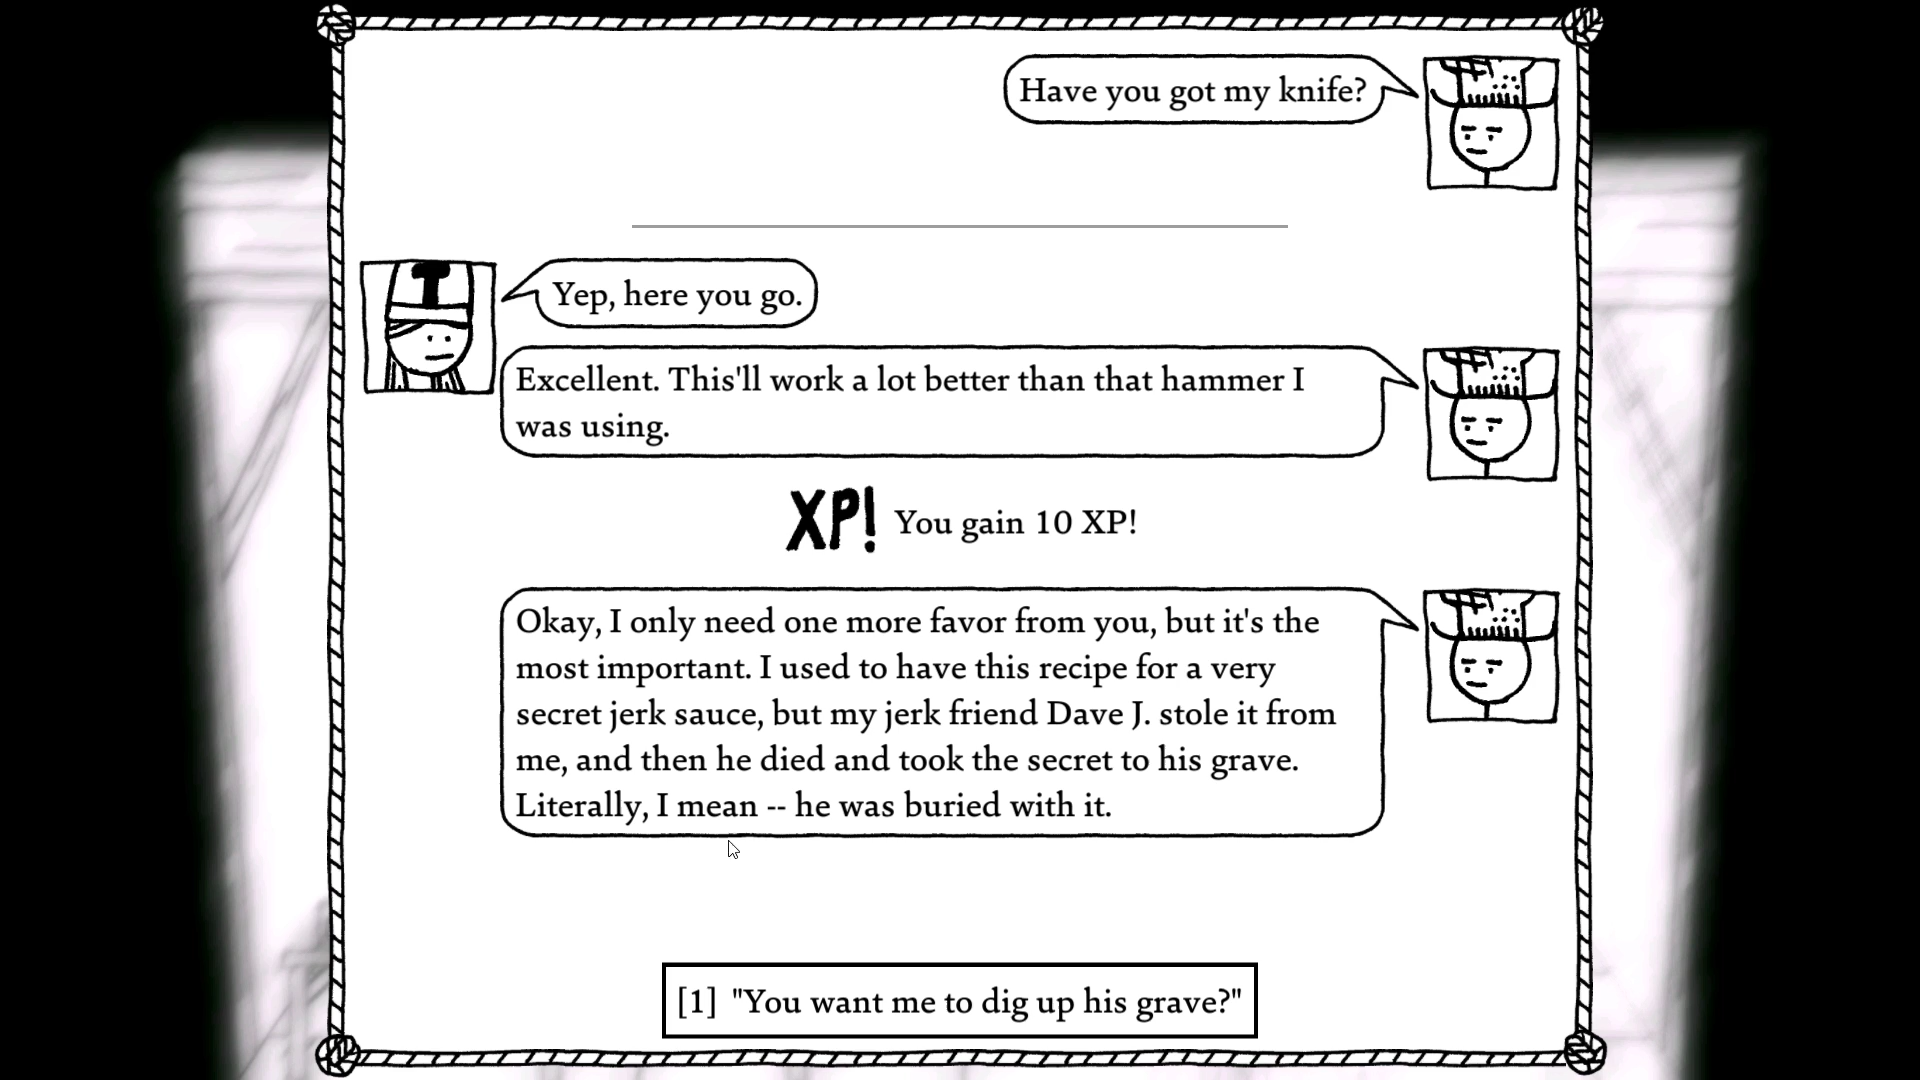 Have you got my knife?
Yep, here you go.
Excellent. This'll work a lot better than that hammer I
was using.
XP! You gain 10 XP!
Okay, I only need one more favor from you, but it's the
most important. I used to have this recipe for a very
secret jerk sauce, but my jerk friend Dave J. stole it from
me, and then he died and took the secret to his grave.
Literally, I mean -- he was buried with it.
[1] "You want me to dig up his grave?"